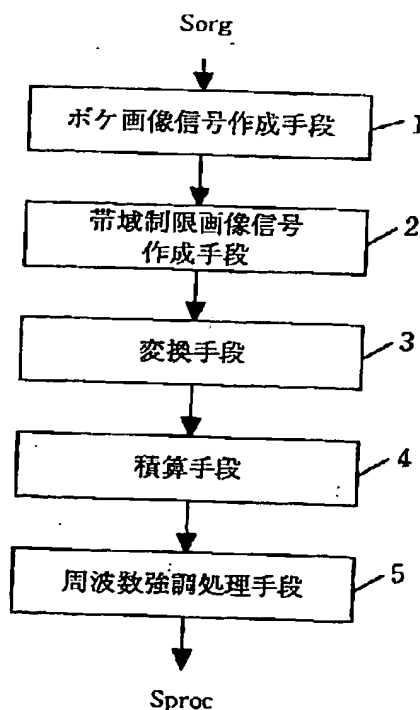 Sorg
ボケ画像信号作成手段
1
帯域制限画像信号
作成手段
2
変換手段
3
積算手段
4
周波数強調処理手段
5
Sproc